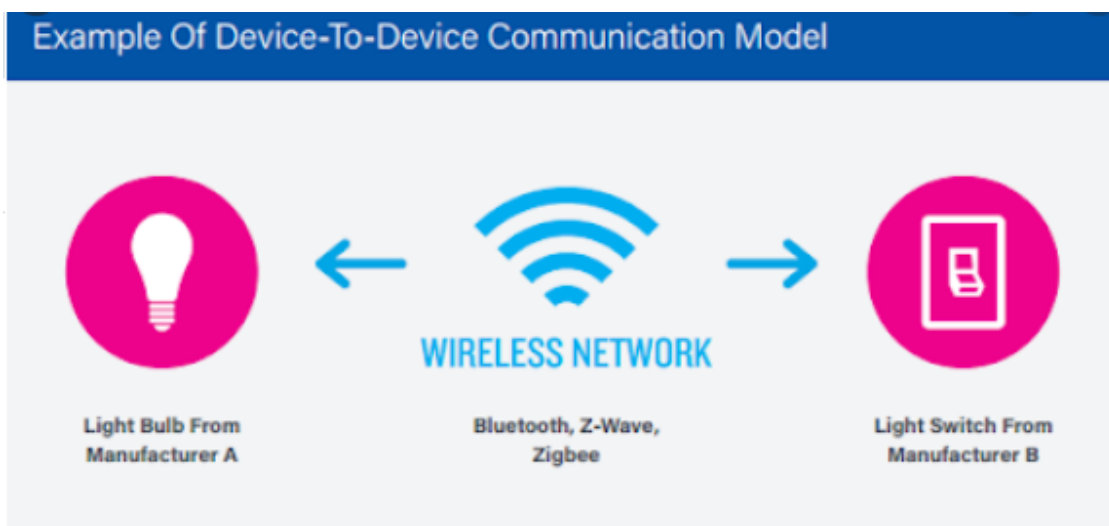 Example Of Device-To-Device Communication Model
WIRELESS NETWORK
Light Bulb From
Manufacturer A
Bluetooth, Z-Wave,
Zigbee
Light Switch From
Manufacturer B